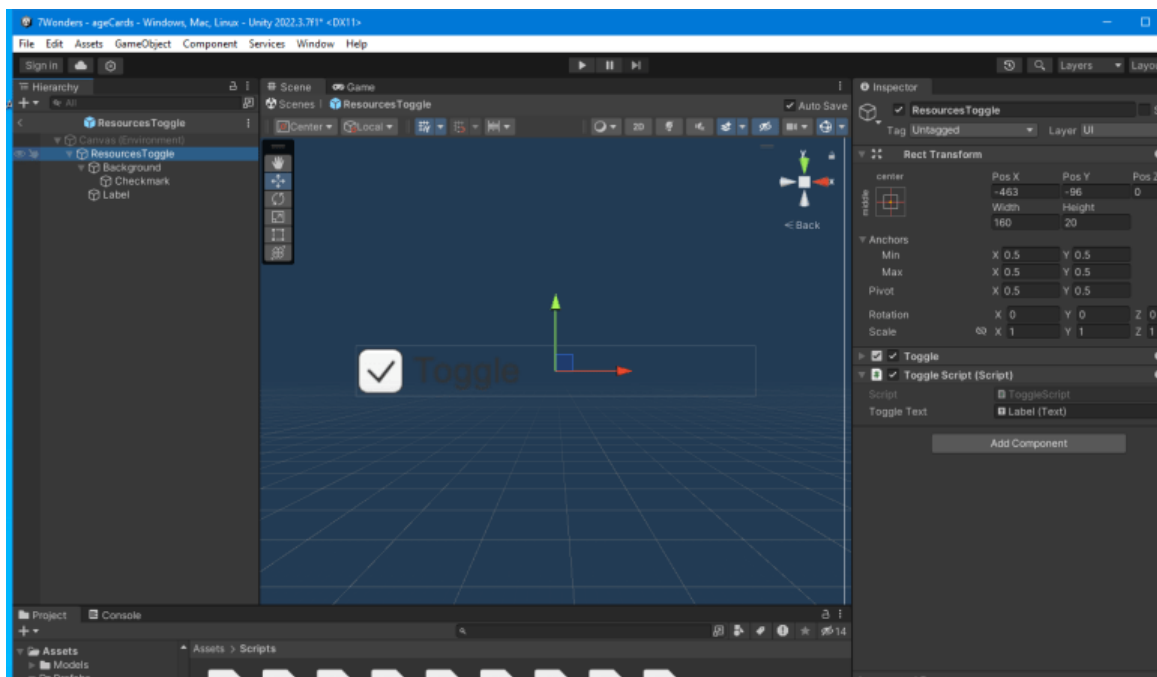 7Wonders - ageCards - Windows, Mac, Linux - Unity 2022.3.7f1* <DX11>
File Edit Assets GameObject Component Services Window Help
Sign in Layers Layou
Hierarchy
All
ResourcesToggle
Canvas (Environment)
ResourcesToggle
Background
Checkmark
Label
Scene Game
Scenes ResourcesToggle Auto Save
Center Local 2D
y
x
Back
Toggle
Inspector
ResourcesToggle S
Tag Untagged Layer UI
Rect Transform
center Pos X Pos Y Pos Z
middle -463 -96 0
Width Height
160 20
Anchors
Min X 0.5 Y 0.5
Max X 0.5 Y 0.5
Pivot X 0.5 Y 0.5
Rotation X 0 Y 0 Z 0
Scale X 1 Y 1 Z 1
Toggle
# Toggle Script (Script)
Script ToggleScript
Toggle Text Label (Text)
Add Component
Project Console
14
Assets Assets > Scripts
Models